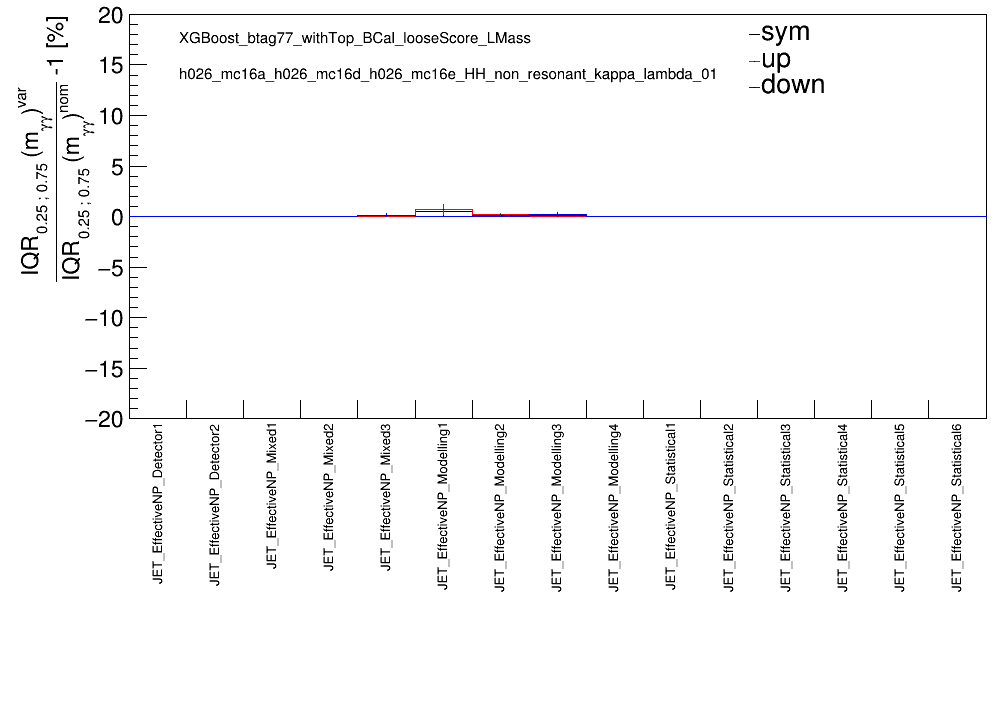 XGBoost_btag77_withTop_BCal_looseScore_LMass
h026_mc16a_h026_mc16d_h026_mc16e_HH_non_resonant_kappa_lambda_01
sym
up
down
IQR0.25 ; 0.75 (mγγ)var
IQR0.25 ; 0.75 (mγγ)nom
-1 [%]
20
15
10
5
0
−5
−10
−15
−20
JET_EffectiveNP_Detector1
JET_EffectiveNP_Detector2
JET_EffectiveNP_Mixed1
JET_EffectiveNP_Mixed2
JET_EffectiveNP_Mixed3
JET_EffectiveNP_Modelling1
JET_EffectiveNP_Modelling2
JET_EffectiveNP_Modelling3
JET_EffectiveNP_Modelling4
JET_EffectiveNP_Statistical1
JET_EffectiveNP_Statistical2
JET_EffectiveNP_Statistical3
JET_EffectiveNP_Statistical4
JET_EffectiveNP_Statistical5
JET_EffectiveNP_Statistical6